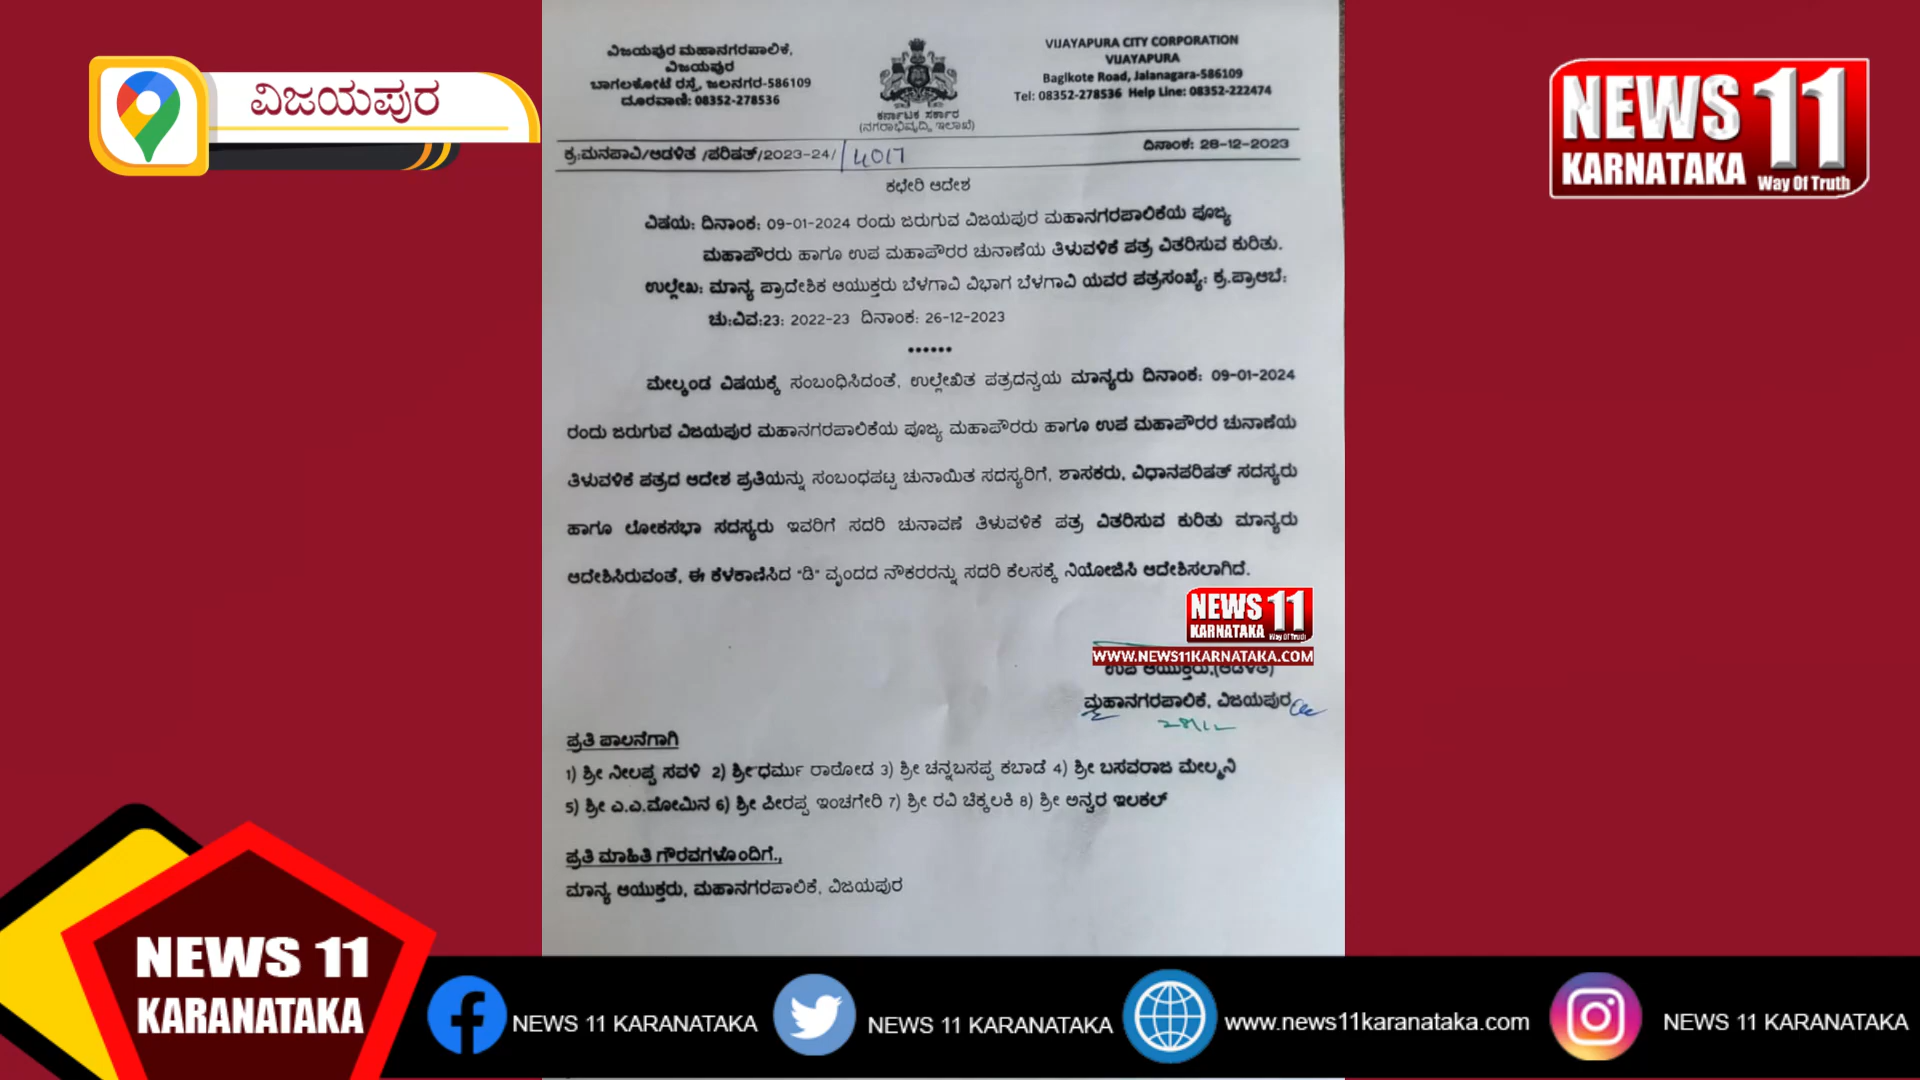 ವಿಜಯಪುರ
NEWS 11
KARNATAKA
Way Of Truth
ವಿಜಯಪುರ ಮಹಾನಗರಪಾಲಿಕೆ,
ವಿಜಯಪುರ
ಬಾಗಲಕೋಟೆ ರಸ್ತೆ, ಜಲನಗರ-586109
ದೂರವಾಣಿ: 08352-278536
ಕರ್ನಾಟಕ ಸರ್ಕಾರ
(ನಗರಾಭಿವೃದ್ಧಿ ಇಲಾಖೆ)
VIJAYAPURA CITY CORPORATION
VIJAYAPURA
Baglkote Road, Jalanagara-586109
Tel: 08352-278536 Help Line: 08352-222474
ಕ್ರ:ಮನಪಾವಿ/ಆಡಳಿತ /ಪರಿಷತ್/2023-24/ 4017 ದಿನಾಂಕ: 28-12-2023
ಕಛೇರಿ ಆದೇಶ
ವಿಷಯ: ದಿನಾಂಕ: 09-01-2024 ರಂದು ಜರುಗುವ ವಿಜಯಪುರ ಮಹಾನಗರಪಾಲಿಕೆಯ ಪೂಜ್ಯ
ಮಹಾಪೌರರು ಹಾಗೂ ಉಪ ಮಹಾಪೌರರ ಚುನಾಣೆಯ ತಿಳುವಳಿಕೆ ಪತ್ರ ವಿತರಿಸುವ ಕುರಿತು.
ಉಲ್ಲೇಖ: ಮಾನ್ಯ ಪ್ರಾದೇಶಿಕ ಆಯುಕ್ತರು ಬೆಳಗಾವಿ ವಿಭಾಗ ಬೆಳಗಾವಿ ಯವರ ಪತ್ರಸಂಖ್ಯೆ: ಕ್ರ.ಪ್ರಾಆಬೆ:
ಚು:ವಿವ:23: 2022-23 ದಿನಾಂಕ: 26-12-2023
••••••
ಮೇಲ್ಕಂಡ ವಿಷಯಕ್ಕೆ ಸಂಬಂಧಿಸಿದಂತೆ, ಉಲ್ಲೇಖಿತ ಪತ್ರದನ್ವಯ ಮಾನ್ಯರು ದಿನಾಂಕ: 09-01-2024
ರಂದು ಜರುಗುವ ವಿಜಯಪುರ ಮಹಾನಗರಪಾಲಿಕೆಯ ಪೂಜ್ಯ ಮಹಾಪೌರರು ಹಾಗೂ ಉಪ ಮಹಾಪೌರರ ಚುನಾಣೆಯ
ತಿಳುವಳಿಕೆ ಪತ್ರದ ಆದೇಶ ಪ್ರತಿಯನ್ನು ಸಂಬಂಧಪಟ್ಟ ಚುನಾಯಿತ ಸದಸ್ಯರಿಗೆ, ಶಾಸಕರು, ವಿಧಾನಪರಿಷತ್ ಸದಸ್ಯರು
ಹಾಗೂ ಲೋಕಸಭಾ ಸದಸ್ಯರು ಇವರಿಗೆ ಸದರಿ ಚುನಾವಣೆ ತಿಳುವಳಿಕೆ ಪತ್ರ ವಿತರಿಸುವ ಕುರಿತು ಮಾನ್ಯರು
ಆದೇಶಿಸಿರುವಂತೆ, ಈ ಕೆಳಕಾಣಿಸಿದ "ಡಿ" ವೃಂದದ ನೌಕರರನ್ನು ಸದರಿ ಕೆಲಸಕ್ಕೆ ನಿಯೋಜಿಸಿ ಆದೇಶಿಸಲಾಗಿದೆ.
NEWS 11
KARNATAKA Way Of Truth
WWW.NEWS11KARNATAKA.COM
ಉಪ ಆಯುಕ್ತರು,(ಆಡಳಿತ)
ಮಹಾನಗರಪಾಲಿಕೆ, ವಿಜಯಪುರ
28/12
ಪ್ರತಿ ಪಾಲನೆಗಾಗಿ
1) ಶ್ರೀ ನೀಲಪ್ಪ ಸವಳಿ 2) ಶ್ರೀ ಧರ್ಮು ರಾಠೋಡ 3) ಶ್ರೀ ಚನ್ನಬಸಪ್ಪ ಕಬಾಡೆ 4) ಶ್ರೀ ಬಸವರಾಜ ಮೇಲ್ಮನಿ
5) ಶ್ರೀ ಎ.ಎ.ಮೋಮಿನ 6) ಶ್ರೀ ಪೀರಪ್ಪ ಇಂಚಗೇರಿ 7) ಶ್ರೀ ರವಿ ಚಿಕ್ಕಲಕಿ 8) ಶ್ರೀ ಅನ್ವರ ಇಲಕಲ್
ಪ್ರತಿ ಮಾಹಿತಿ ಗೌರವಗಳೊಂದಿಗೆ.,
ಮಾನ್ಯ ಆಯುಕ್ತರು, ಮಹಾನಗರಪಾಲಿಕೆ, ವಿಜಯಪುರ
NEWS 11
KARANATAKA
NEWS 11 KARANATAKA
NEWS 11 KARANATAKA
www.news11karanataka.com
NEWS 11 KARANATAKA